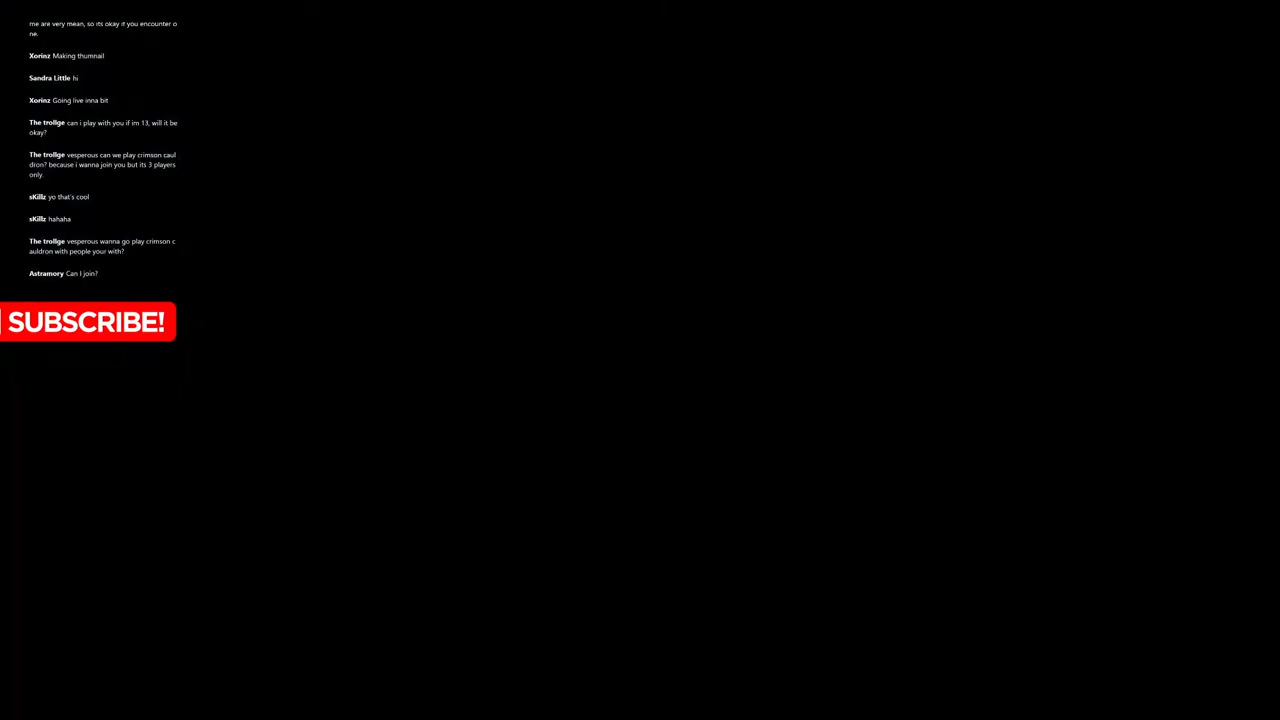 me are very mean, so its okay if you encounter o
ne.
Xorinz Making thumnail
Sandra Little hi
Xorinz Going live inna bit
The trollge can i play with you if im 13, will it be
okay?
The trollge vesperous can we play crimson caul
dron? because i wanna join you but its 3 players
only.
sKillz yo that's cool
sKillz hahaha
The trollge vesperous wanna go play crimson c
auldron with people your with?
Astramory Can I join?
SUBSCRIBE!